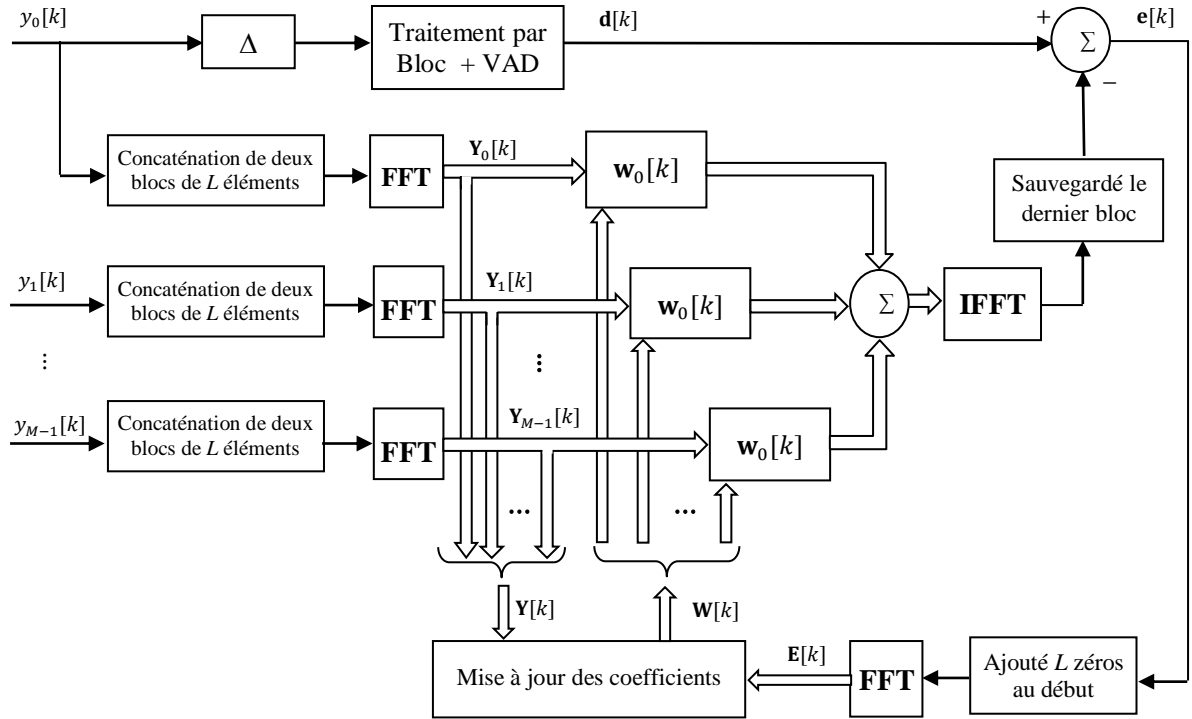 y₀[k]
Δ
Traitement par
Bloc + VAD
d[k]
+
Σ
e[k]
−
Concaténation de deux
blocs de L éléments
FFT
Y₀[k]
w₀[k]
Sauvegardé le
dernier bloc
y₁[k]
Concaténation de deux
blocs de L éléments
FFT
Y₁[k]
w₀[k]
Σ
IFFT
⋮
⋮
y_{M−1}[k]
Concaténation de deux
blocs de L éléments
FFT
Y_{M−1}[k]
w₀[k]
...
...
Y[k]
W[k]
Mise à jour des coefficients
E[k]
FFT
Ajouté L zéros
au début